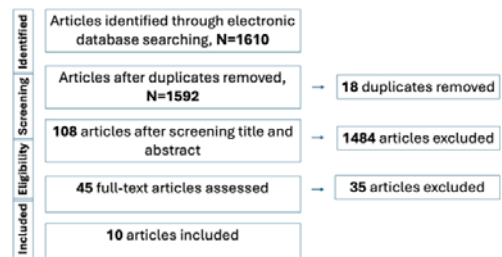 Identified
Articles identified through electronic
database searching, N=1610
Screening
Articles after duplicates removed,
N=1592
18 duplicates removed
108 articles after screening title and
abstract
1484 articles excluded
Eligibility
45 full-text articles assessed
35 articles excluded
Included
10 articles included